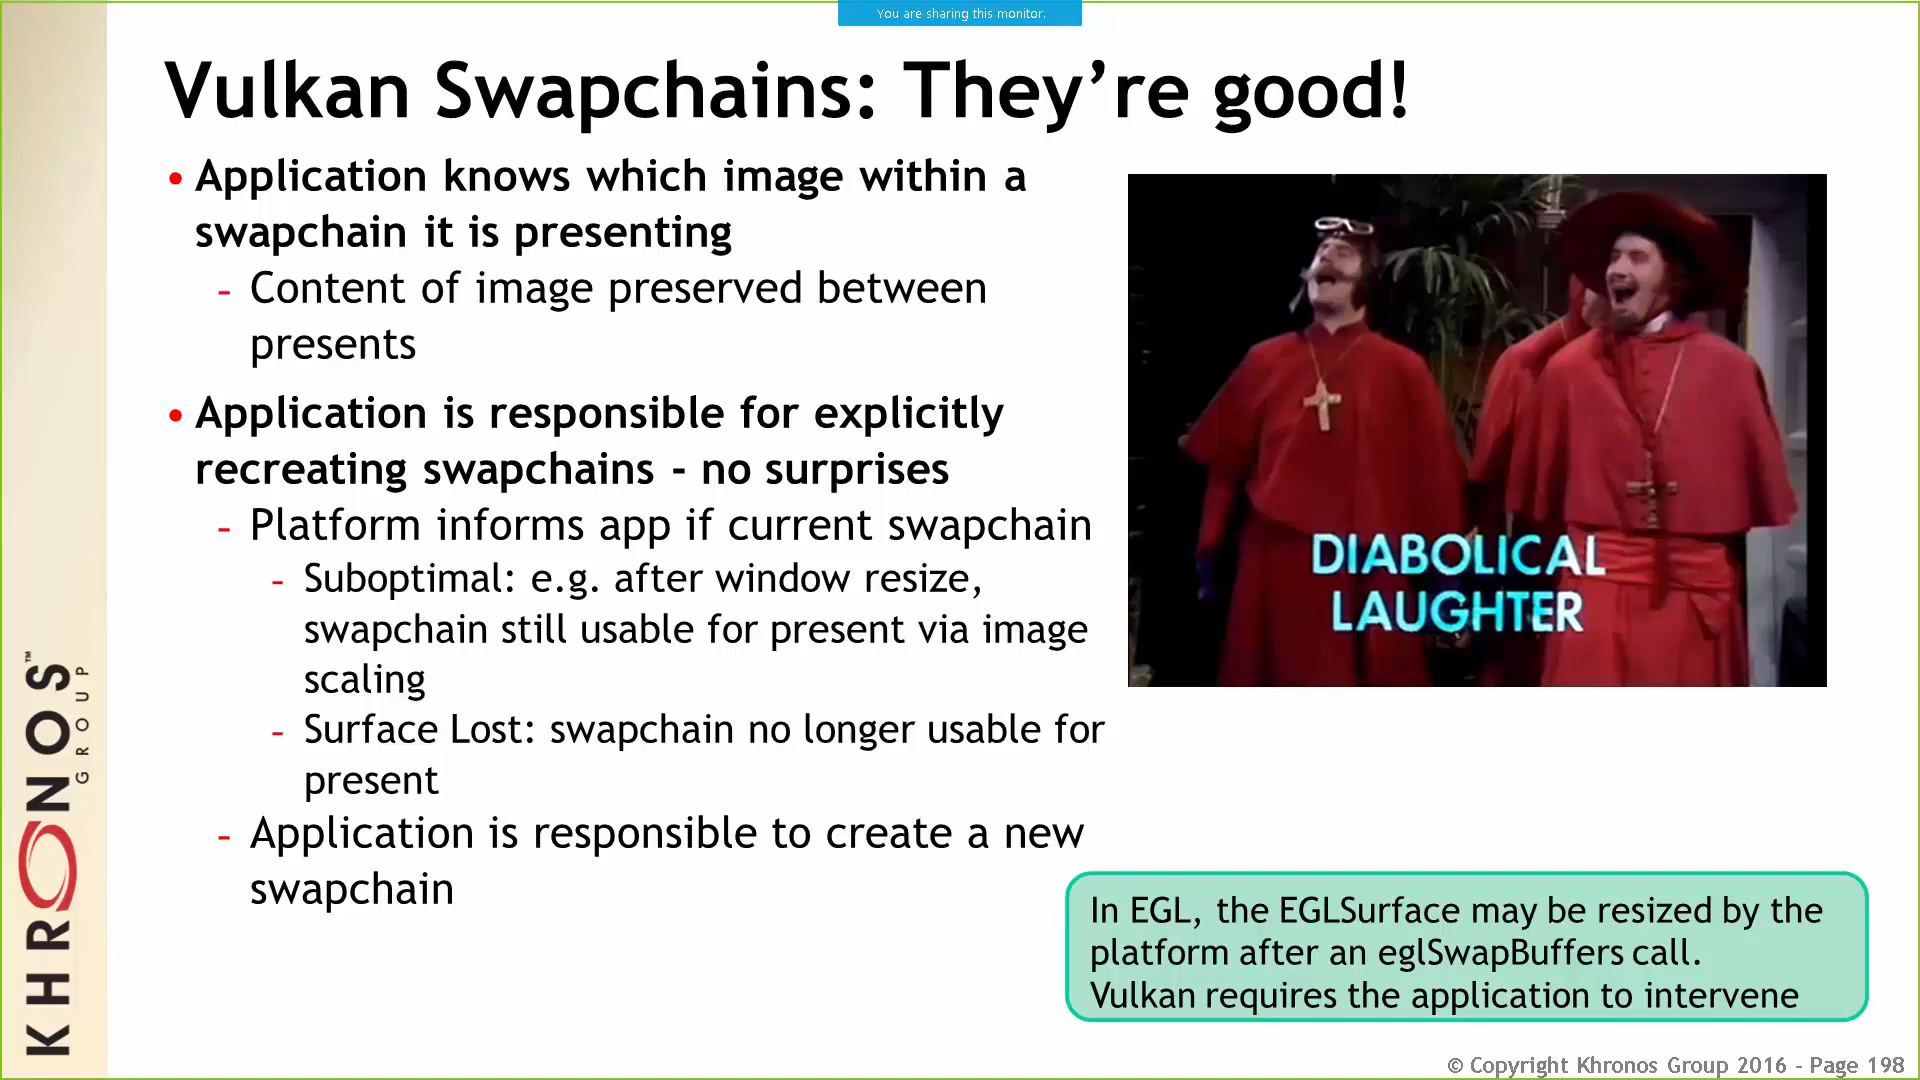 You are sharing this monitor.
Vulkan Swapchains: They’re good!
• Application knows which image within a
swapchain it is presenting
- Content of image preserved between
presents
• Application is responsible for explicitly
recreating swapchains - no surprises
- Platform informs app if current swapchain
- Suboptimal: e.g. after window resize,
swapchain still usable for present via image
scaling
- Surface Lost: swapchain no longer usable for
present
- Application is responsible to create a new
swapchain
DIABOLICAL
LAUGHTER
In EGL, the EGLSurface may be resized by the
platform after an eglSwapBuffers call.
Vulkan requires the application to intervene
KHRONOS™
GROUP
© Copyright Khronos Group 2016 - Page 198